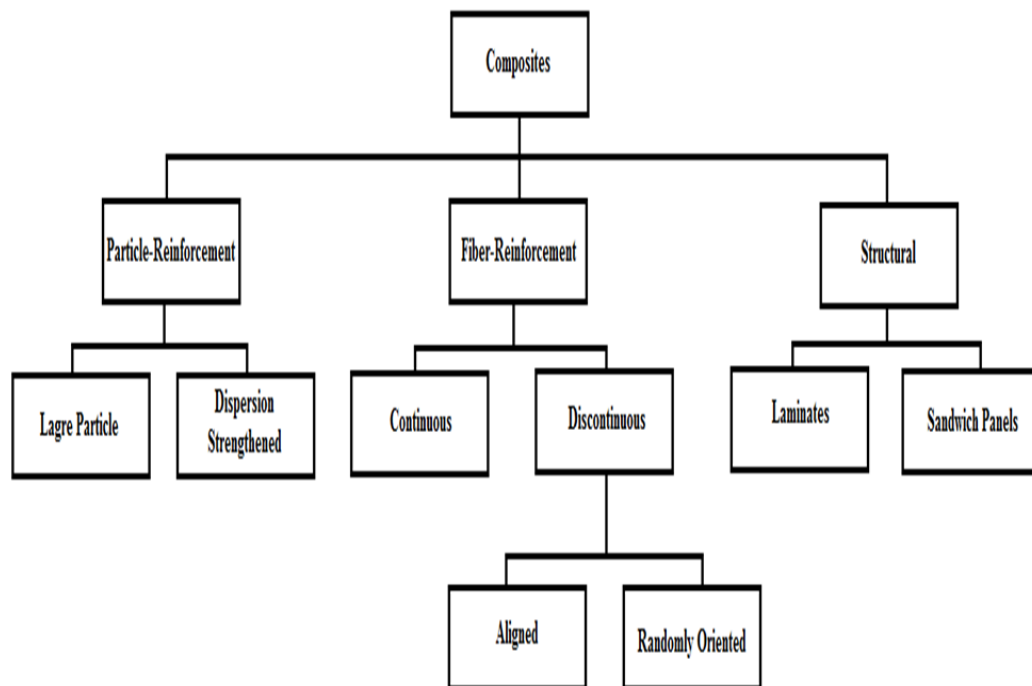 Composites
Particle-Reinforcement
Fiber-Reinforcement
Structural
Lagre Particle
Dispersion
Strengthened
Continuous
Discontinuous
Laminates
Sandwich Panels
Aligned
Randomly Oriented